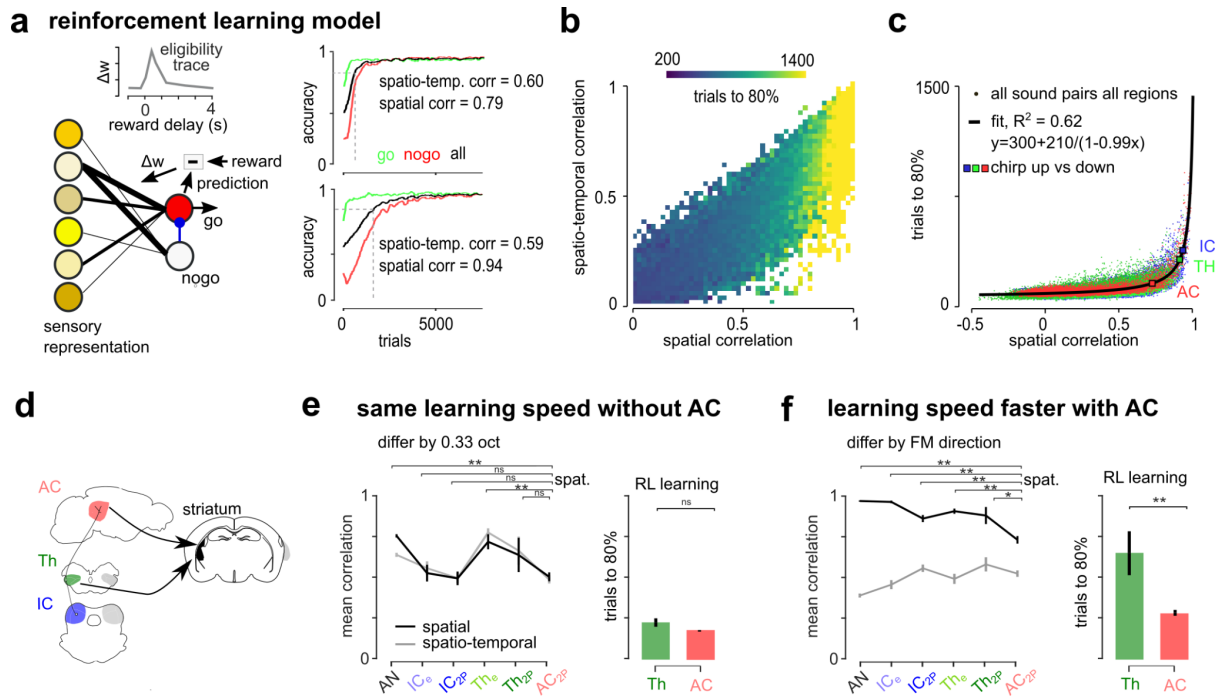 a reinforcement learning model
Δw
eligibility
trace
0 4
reward delay (s)
Δw
-
reward
prediction
go
nogo
sensory
representation
1
accuracy
0
spatio-temp. corr = 0.60
spatial corr = 0.79
go nogo all
1
accuracy
0
spatio-temp. corr = 0.59
spatial corr = 0.94
0 5000
trials
b
200 1400
trials to 80%
spatio-temporal correlation
1
0.5
0
0 0.5 1
spatial correlation
c
1500
trials to 80%
0
all sound pairs all regions
fit, R² = 0.62
y=300+210/(1-0.99x)
chirp up vs down
IC
TH
AC
-0.5 0 0.5 1
spatial correlation
d
AC
Th
IC
striatum
e same learning speed without AC
differ by 0.33 oct
**
ns
ns
**
ns
spat.
1
mean correlation
0
spatial
spatio-temporal
AN ICe IC2P The Th2P AC2P
RL learning
ns
trials to 80%
Th AC
f learning speed faster with AC
differ by FM direction
**
**
**
**
*
spat.
1
mean correlation
0
AN ICe IC2P The Th2P AC2P
RL learning
**
trials to 80%
Th AC